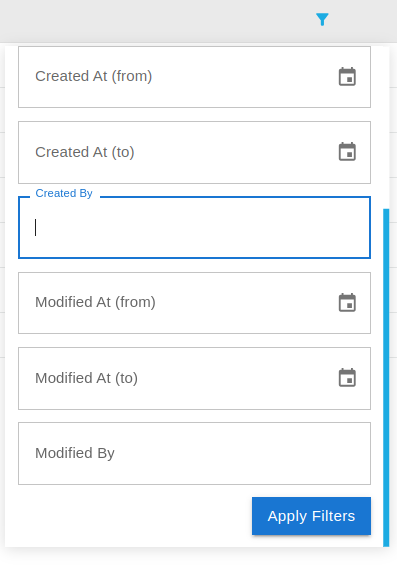 Created At (from)
Created At (to)
Created By
Modified At (from)
Modified At (to)
Modified By
Apply Filters